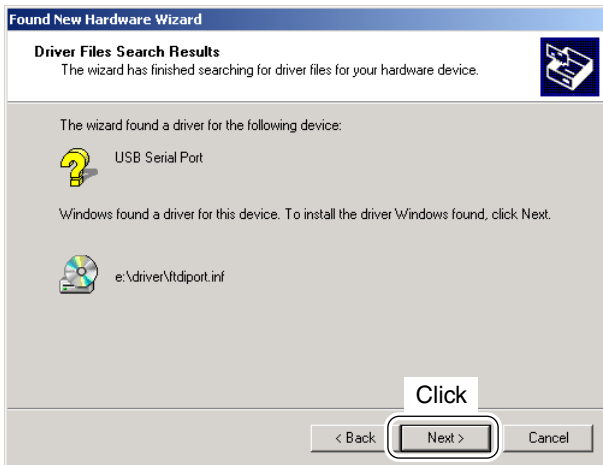 Found New Hardware Wizard
Driver Files Search Results
The wizard has finished searching for driver files for your hardware device.
The wizard found a driver for the following device:
USB Serial Port
Windows found a driver for this device. To install the driver Windows found, click Next.
e:\driver\ftdiport.inf
Click
< Back
Next >
Cancel